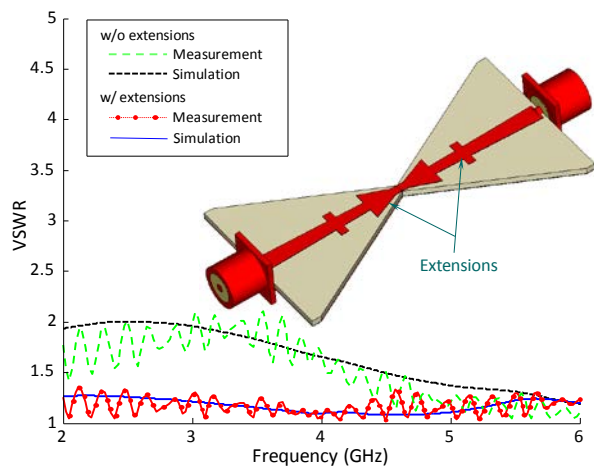 w/o extensions
Measurement
Simulation
w/ extensions
Measurement
Simulation
Extensions
VSWR
5
4.5
4
3.5
3
2.5
2
1.5
1
2
3
4
5
6
Frequency (GHz)